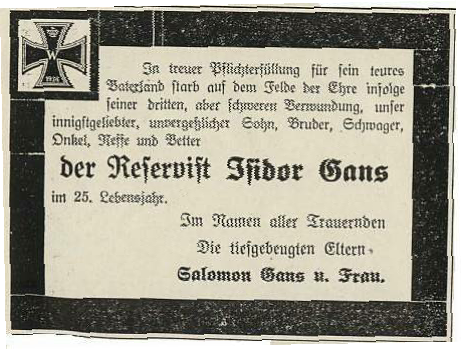 W
1914
In treuer Pflichterfüllung für sein teures
Vaterland starb auf dem Felde der Ehre infolge
seiner dritten, aber schweren Verwundung, unser
innigstgeliebter, unvergeßlicher Sohn, Bruder, Schwager,
Onkel, Neffe und Vetter
der Reservist Isidor Gans
im 25. Lebensjahr.
Im Namen aller Trauernden
Die tiefgebeugten Eltern
Salomon Gans u. Frau.